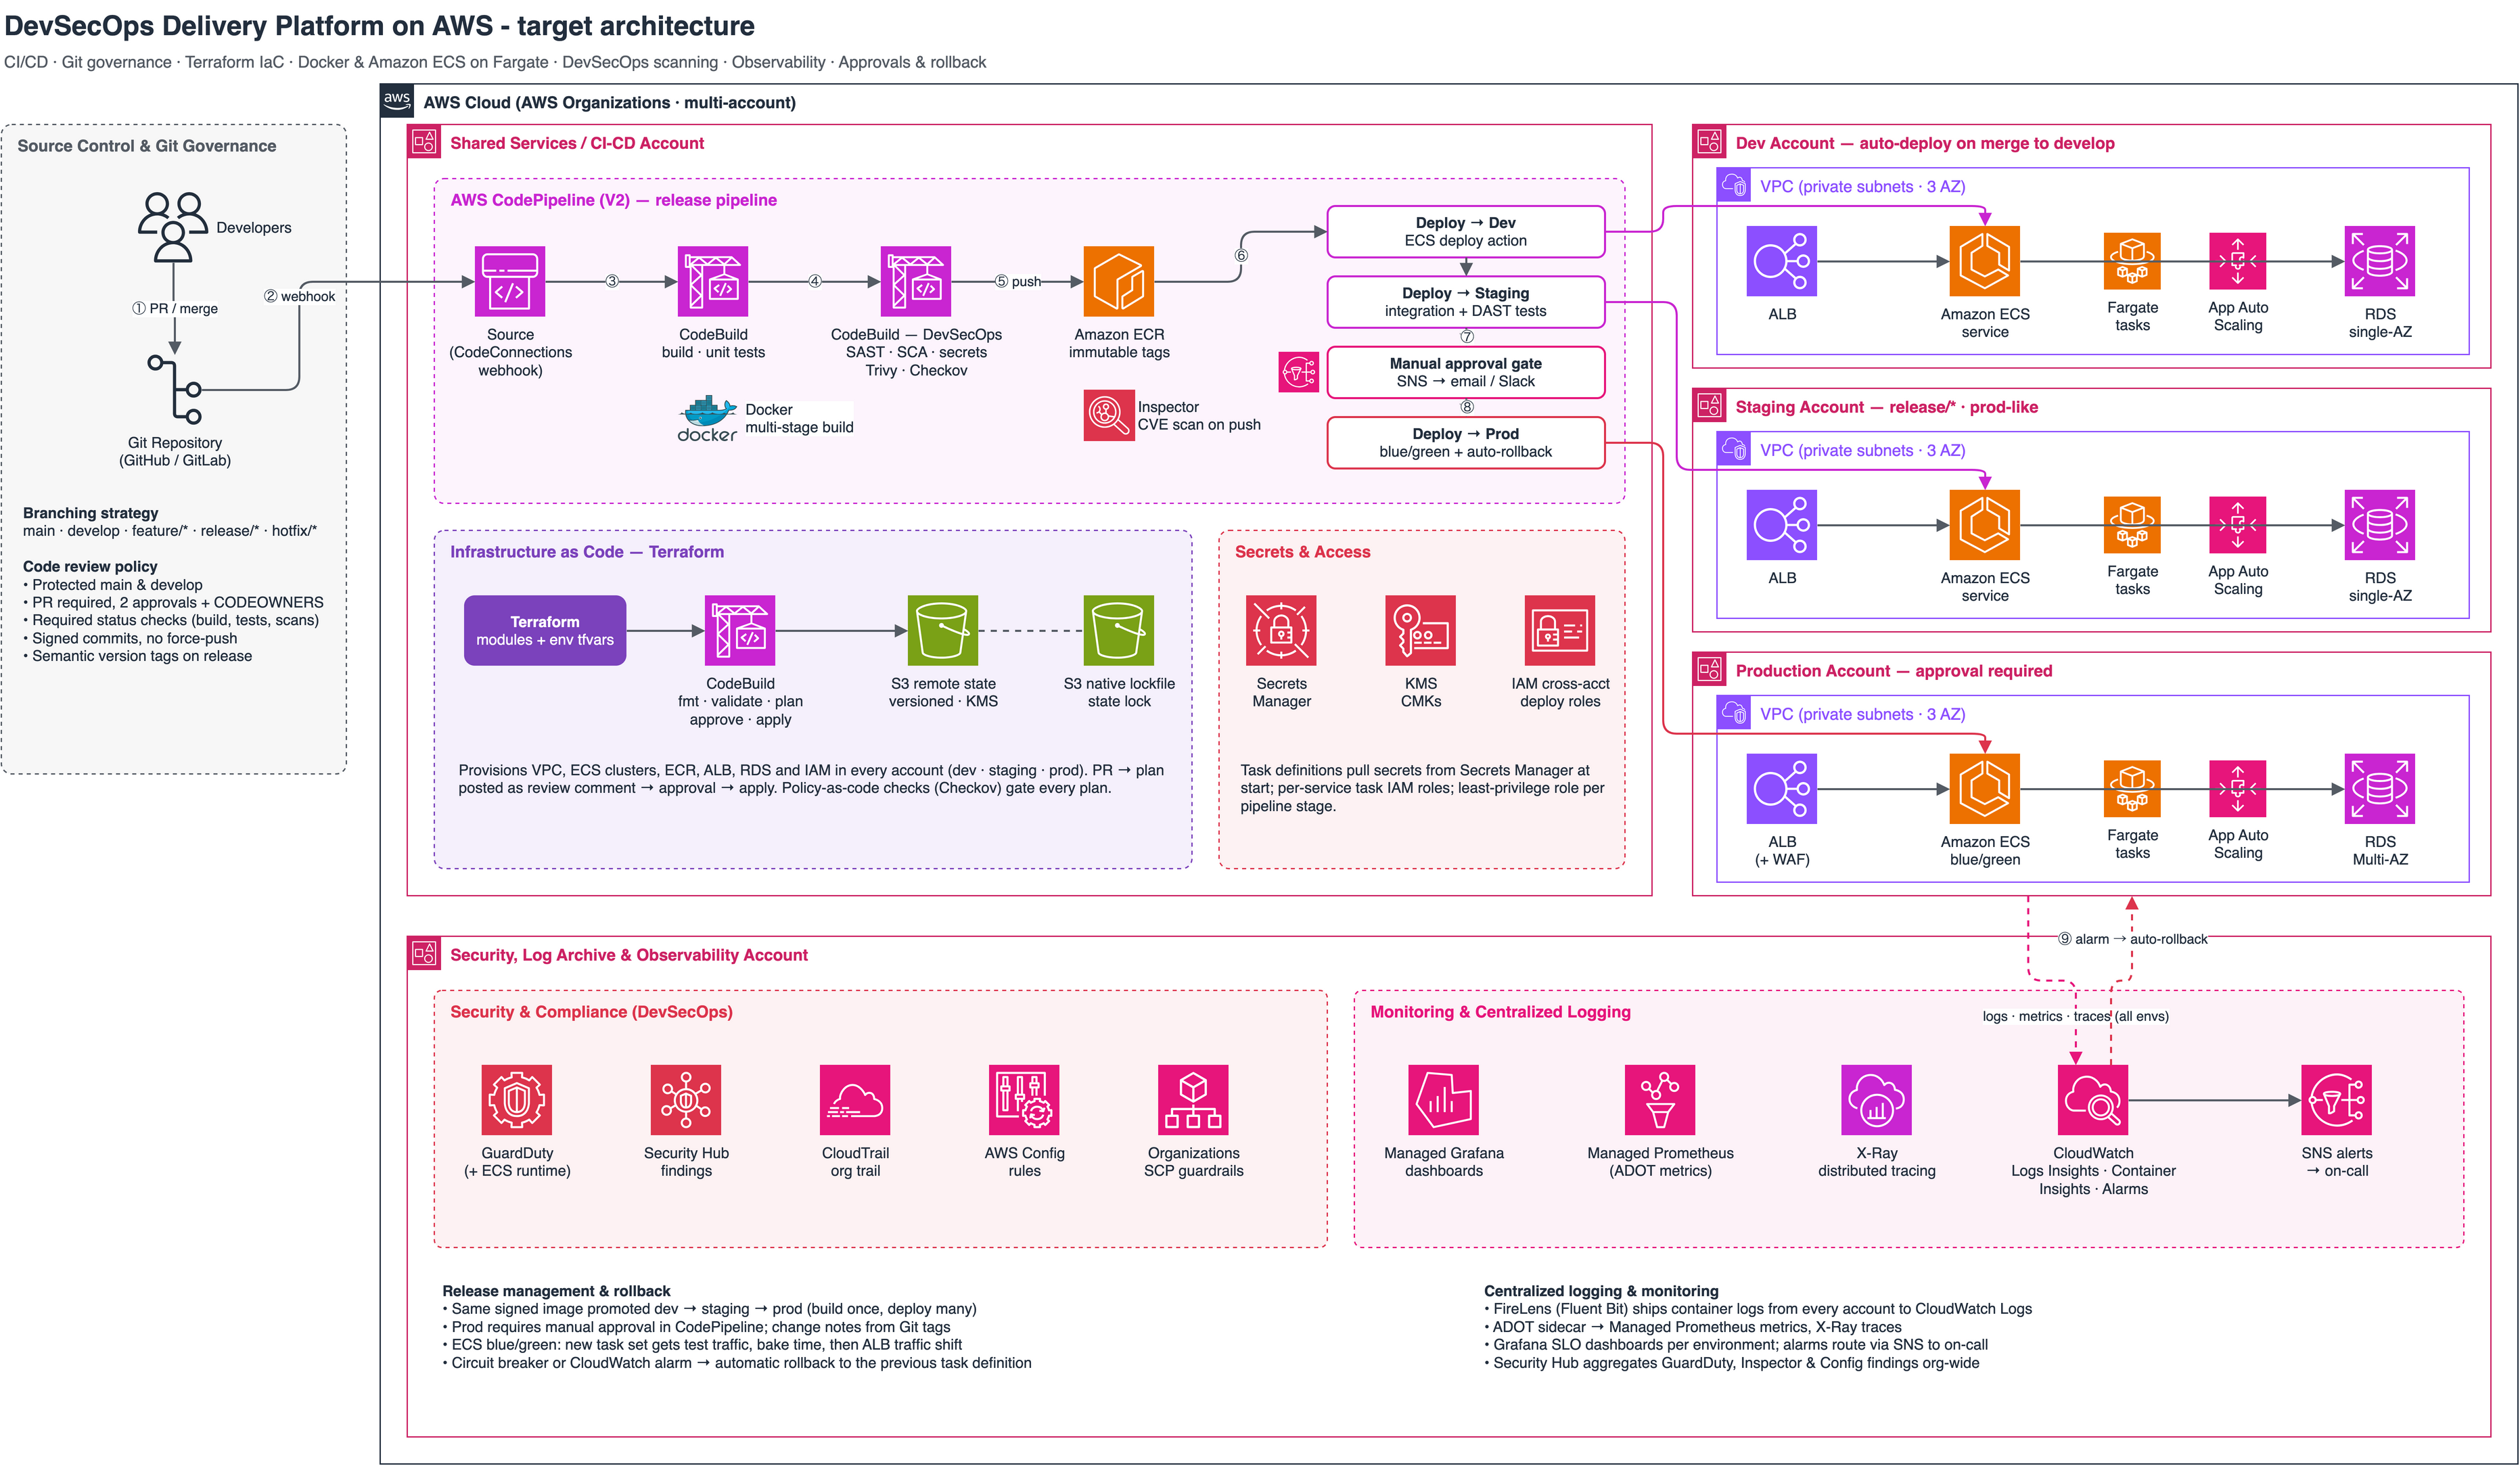 DevSecOps Delivery Platform on AWS - target architecture
CI/CD · Git governance · Terraform IaC · Docker & Amazon ECS on Fargate · DevSecOps scanning · Observability · Approvals & rollback
Source Control & Git Governance
Developers
① PR / merge
② webhook
Git Repository
(GitHub / GitLab)
Branching strategy
main · develop · feature/* · release/* · hotfix/*
Code review policy
• Protected main & develop
• PR required, 2 approvals + CODEOWNERS
• Required status checks (build, tests, scans)
• Signed commits, no force-push
• Semantic version tags on release
aws
AWS Cloud (AWS Organizations · multi-account)
Shared Services / CI-CD Account
AWS CodePipeline (V2) — release pipeline
Source
(CodeConnections
webhook)
③
CodeBuild
build · unit tests
④
CodeBuild — DevSecOps
SAST · SCA · secrets
Trivy · Checkov
⑤ push
Amazon ECR
immutable tags
⑥
docker
Docker
multi-stage build
Inspector
CVE scan on push
Deploy → Dev
ECS deploy action
Deploy → Staging
integration + DAST tests
⑦
Manual approval gate
SNS → email / Slack
⑧
Deploy → Prod
blue/green + auto-rollback
Infrastructure as Code — Terraform
Terraform
modules + env tfvars
CodeBuild
fmt · validate · plan
approve · apply
S3 remote state
versioned · KMS
S3 native lockfile
state lock
Provisions VPC, ECS clusters, ECR, ALB, RDS and IAM in every account (dev · staging · prod). PR → plan
posted as review comment → approval → apply. Policy-as-code checks (Checkov) gate every plan.
Secrets & Access
Secrets
Manager
KMS
CMKs
IAM cross-acct
deploy roles
Task definitions pull secrets from Secrets Manager at
start; per-service task IAM roles; least-privilege role per
pipeline stage.
Dev Account — auto-deploy on merge to develop
VPC (private subnets · 3 AZ)
ALB
Amazon ECS
service
Fargate
tasks
App Auto
Scaling
RDS
single-AZ
Staging Account — release/* · prod-like
VPC (private subnets · 3 AZ)
ALB
Amazon ECS
service
Fargate
tasks
App Auto
Scaling
RDS
single-AZ
Production Account — approval required
VPC (private subnets · 3 AZ)
ALB
(+ WAF)
Amazon ECS
blue/green
Fargate
tasks
App Auto
Scaling
RDS
Multi-AZ
⑨ alarm → auto-rollback
Security, Log Archive & Observability Account
Security & Compliance (DevSecOps)
GuardDuty
(+ ECS runtime)
Security Hub
findings
CloudTrail
org trail
AWS Config
rules
Organizations
SCP guardrails
Monitoring & Centralized Logging
logs · metrics · traces (all envs)
Managed Grafana
dashboards
Managed Prometheus
(ADOT metrics)
X-Ray
distributed tracing
CloudWatch
Logs Insights · Container
Insights · Alarms
SNS alerts
→ on-call
Release management & rollback
• Same signed image promoted dev → staging → prod (build once, deploy many)
• Prod requires manual approval in CodePipeline; change notes from Git tags
• ECS blue/green: new task set gets test traffic, bake time, then ALB traffic shift
• Circuit breaker or CloudWatch alarm → automatic rollback to the previous task definition
Centralized logging & monitoring
• FireLens (Fluent Bit) ships container logs from every account to CloudWatch Logs
• ADOT sidecar → Managed Prometheus metrics, X-Ray traces
• Grafana SLO dashboards per environment; alarms route via SNS to on-call
• Security Hub aggregates GuardDuty, Inspector & Config findings org-wide